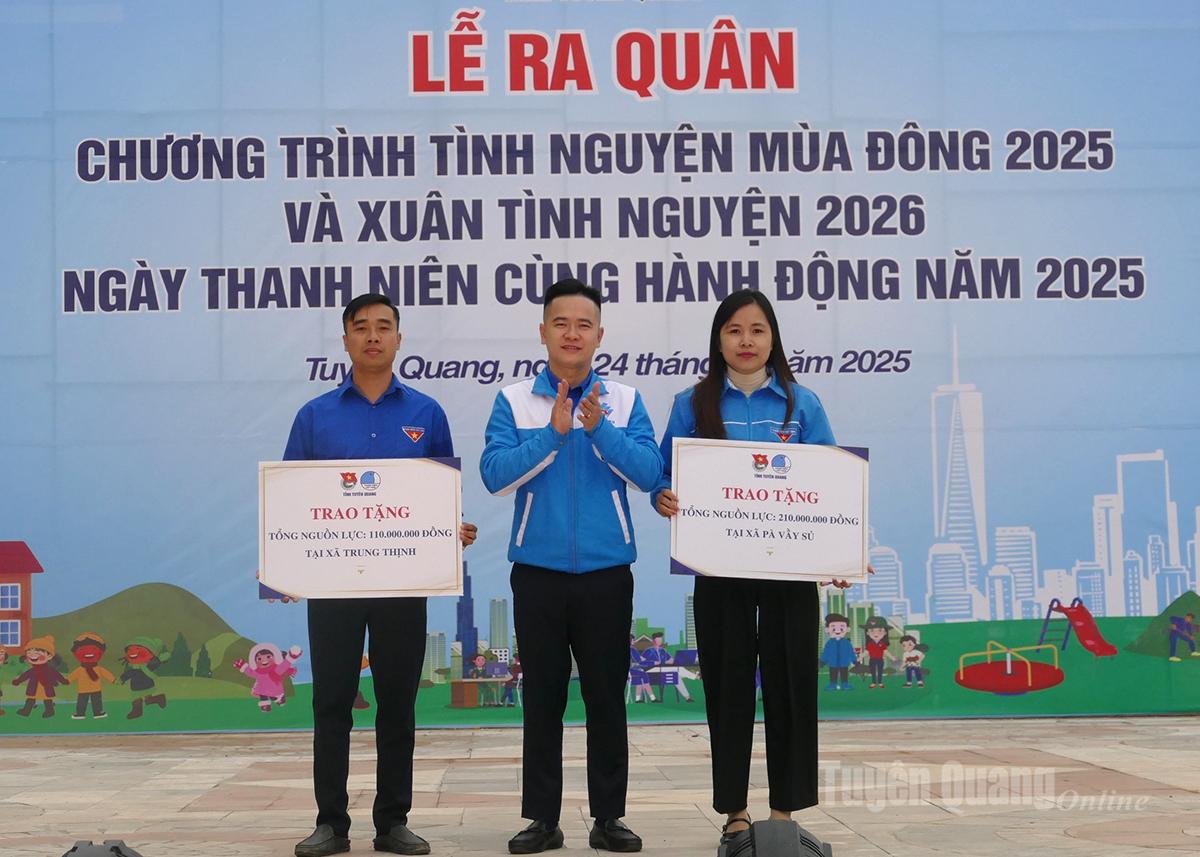 LỄ RA QUÂN
CHƯƠNG TRÌNH TÌNH NGUYỆN MÙA ĐÔNG 2025
VÀ XUÂN TÌNH NGUYỆN 2026
NGÀY THANH NIÊN CÙNG HÀNH ĐỘNG NĂM 2025
Tuyên Quang, 24 tháng năm 2025
TỈNH TUYÊN QUANG
TRAO TẶNG
TỔNG NGUỒN LỰC: 110.000.000 ĐỒNG
TẠI XÃ TRUNG THỊNH
TỈNH TUYÊN QUANG
TRAO TẶNG
TỔNG NGUỒN LỰC: 210.000.000 ĐỒNG
TẠI XÃ PÀ VẦY SỦ
Tuyên Quang Online